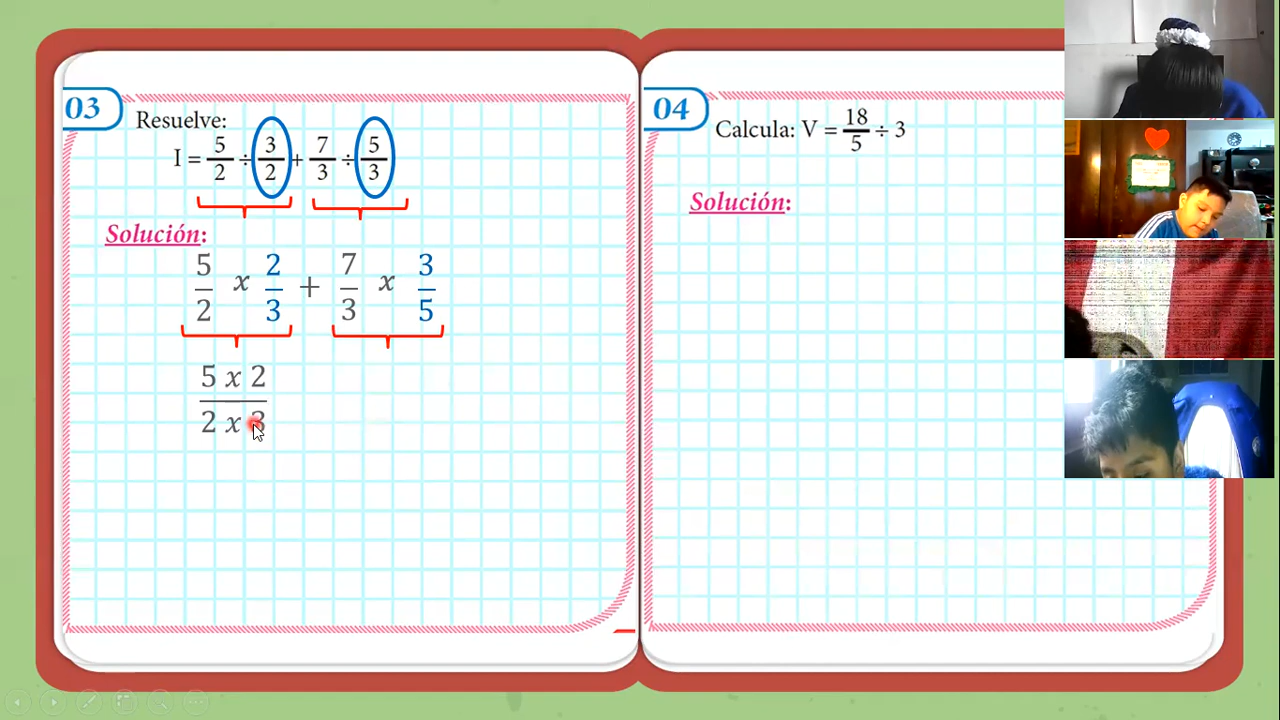 03
Resuelve:
I = 5/2 ÷ 3/2 + 7/3 ÷ 5/3
Solución:
5/2 x 2/3 + 7/3 x 3/5
5 x 2
2 x 3
04
Calcula: V = 18/5 ÷ 3
Solución: